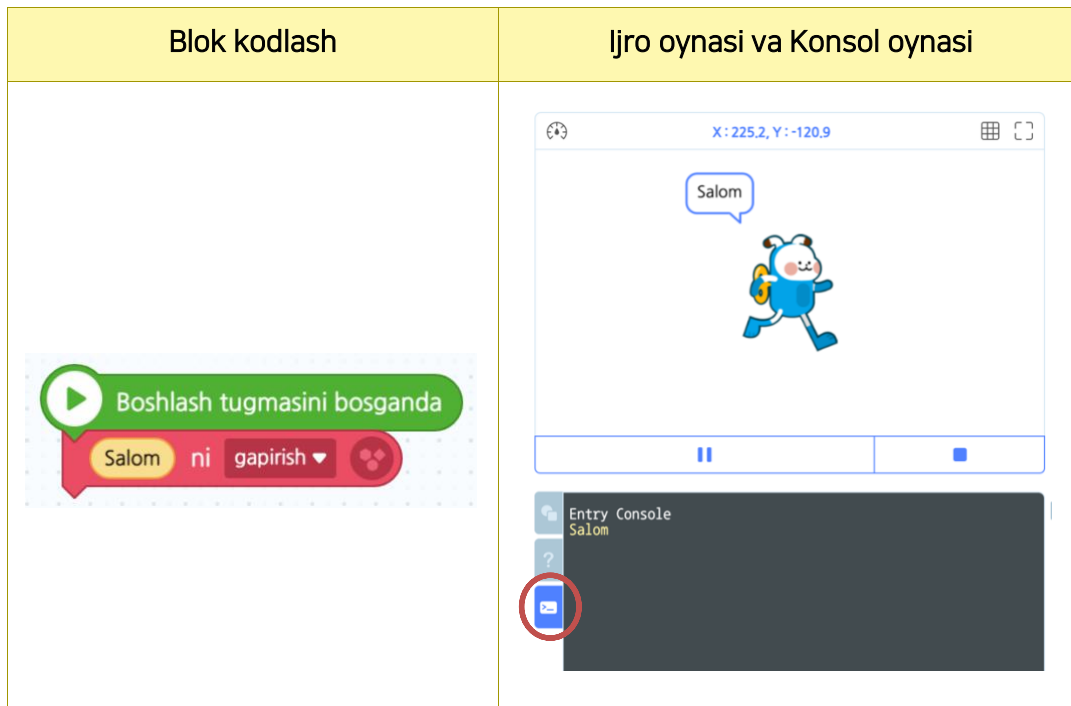 Blok kodlash
Ijro oynasi va Konsol oynasi
X : 225.2, Y : -120.9
Salom
Boshlash tugmasini bosganda
Salom ni gapirish
Entry Console
Salom
?
>_